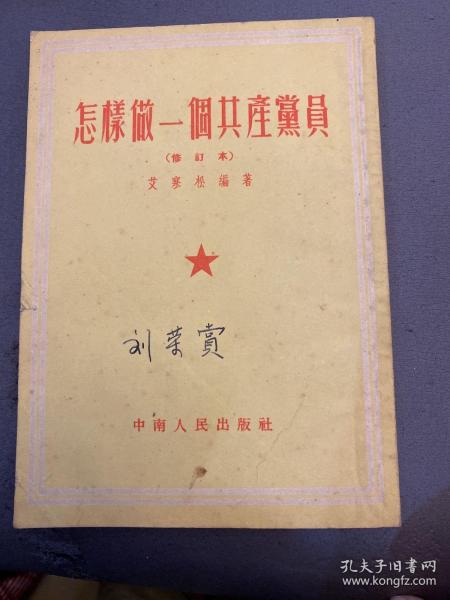 怎樣做一個共產黨員
（修訂本）
艾寒松編著
刘荣賞
中南人民出版社
孔夫子旧书网
www.kongfz.com